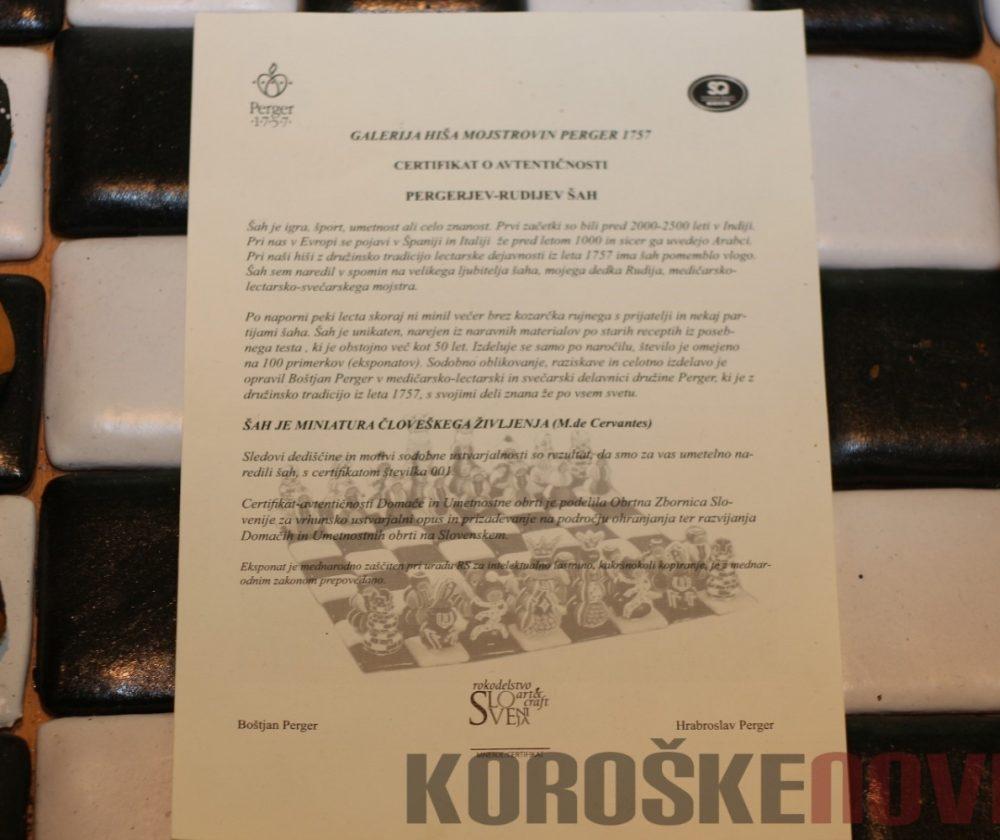 Perger
·1·7·5·7·
SQ
GALERIJA HIŠA MOJSTROVIN PERGER 1757
CERTIFIKAT O AVTENTIČNOSTI
PERGERJEV-RUDIJEV ŠAH
Šah je igra, šport, umetnost ali celo znanost. Prvi začetki so bili pred 2000-2500 leti v Indiji.
Pri nas v Evropi se pojavi v Španiji in Italiji že pred letom 1000 in sicer ga uvedejo Arabci.
Pri naši hiši z družinsko tradicijo lectarske dejavnosti iz leta 1757 ima šah pomemblo vlogo.
Šah sem naredil v spomin na velikega ljubitelja šaha, mojega dedka Rudija, medičarsko-
lectarsko-svečarskega mojstra.
Po naporni peki lecta skoraj ni minil večer brez kozarčka rujnega s prijatelji in nekaj par-
tijami šaha. Šah je unikaten, narejen iz naravnih materialov po starih receptih iz poseb-
nega testa , ki je obstojno več kot 50 let. Izdeluje se samo po naročilu, število je omejeno
na 100 primerkov (eksponatov). Sodobno oblikovanje, raziskave in celotno izdelavo je
opravil Boštjan Perger v medičarsko-lectarski in svečarski delavnici družine Perger, ki je z
družinsko tradicijo iz leta 1757, s svojimi deli znana že po vsem svetu.
ŠAH JE MINIATURA ČLOVEŠKEGA ŽIVLJENJA (M.de Cervantes)
Sledovi dediščine in motivi sodobne ustvarjalnosti so rezultat, da smo za vas umetelno na-
redili šah, s certifikatom številka 001
Certifikat-avtentičnosti Domače in Umetnostne obrti je podelila Obrtna Zbornica Slo-
venije za vrhunsko ustvarjalni opus in prizadevanje na področju ohranjanja ter razvijanja
Domačih in Umetnostnih obrti na Slovenskem.
Eksponat je mednarodno zaščiten pri uradu RS za intelektualno lastnino, kakršnokoli kopiranje, je z mednar-
odnim zakonom prepovedano.
rokodelstvo
art&
craft
SLOVENIJA
Boštjan Perger
Hrabroslav Perger
KOROŠKENOVI